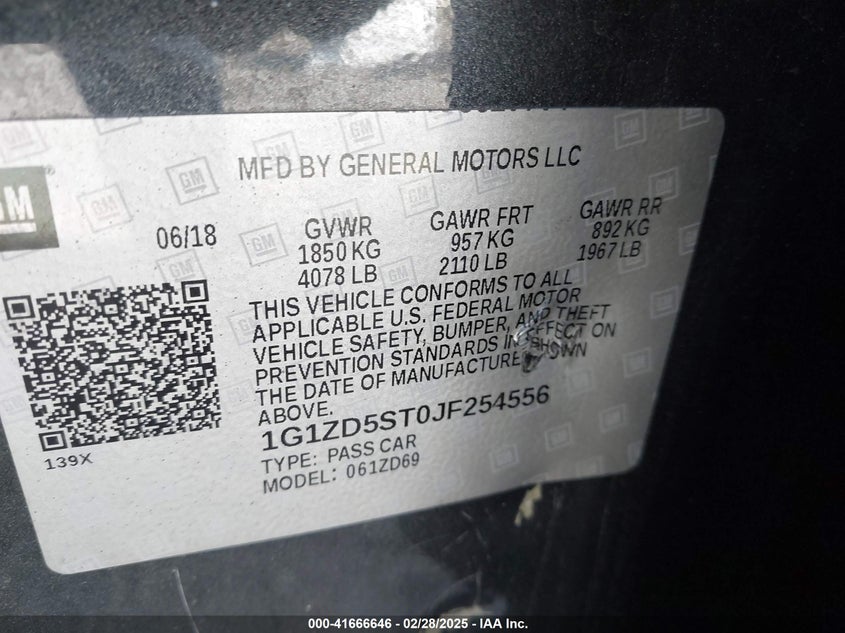 MFD BY GENERAL MOTORS LLC
GM
06/18
GVWR
1850 KG
4078 LB
GAWR FRT
957 KG
2110 LB
GAWR RR
892 KG
1967 LB
THIS VEHICLE CONFORMS TO ALL
APPLICABLE U.S. FEDERAL MOTOR
VEHICLE SAFETY, BUMPER, AND THEFT
PREVENTION STANDARDS IN EFFECT ON
THE DATE OF MANUFACTURE SHOWN
ABOVE.
1G1ZD5ST0JF254556
TYPE: PASS CAR
MODEL: 061ZD69
139X
000-41666646 - 02/28/2025 - IAA Inc.